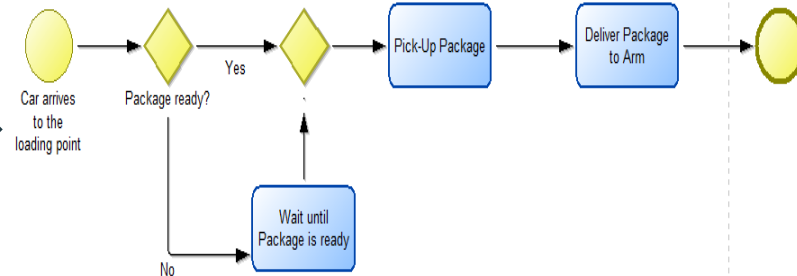 Car arrives
to the
loading point
Package ready?
Yes
No
Wait until
Package is ready
Pick-Up Package
Deliver Package
to Arm